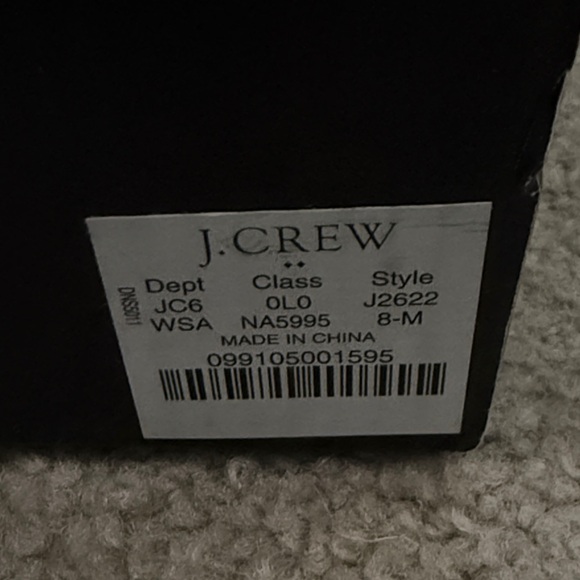 J.CREW
Dept Class Style
JC6 0L0 J2622
WSA NA5995 8-M
MADE IN CHINA
099105001595